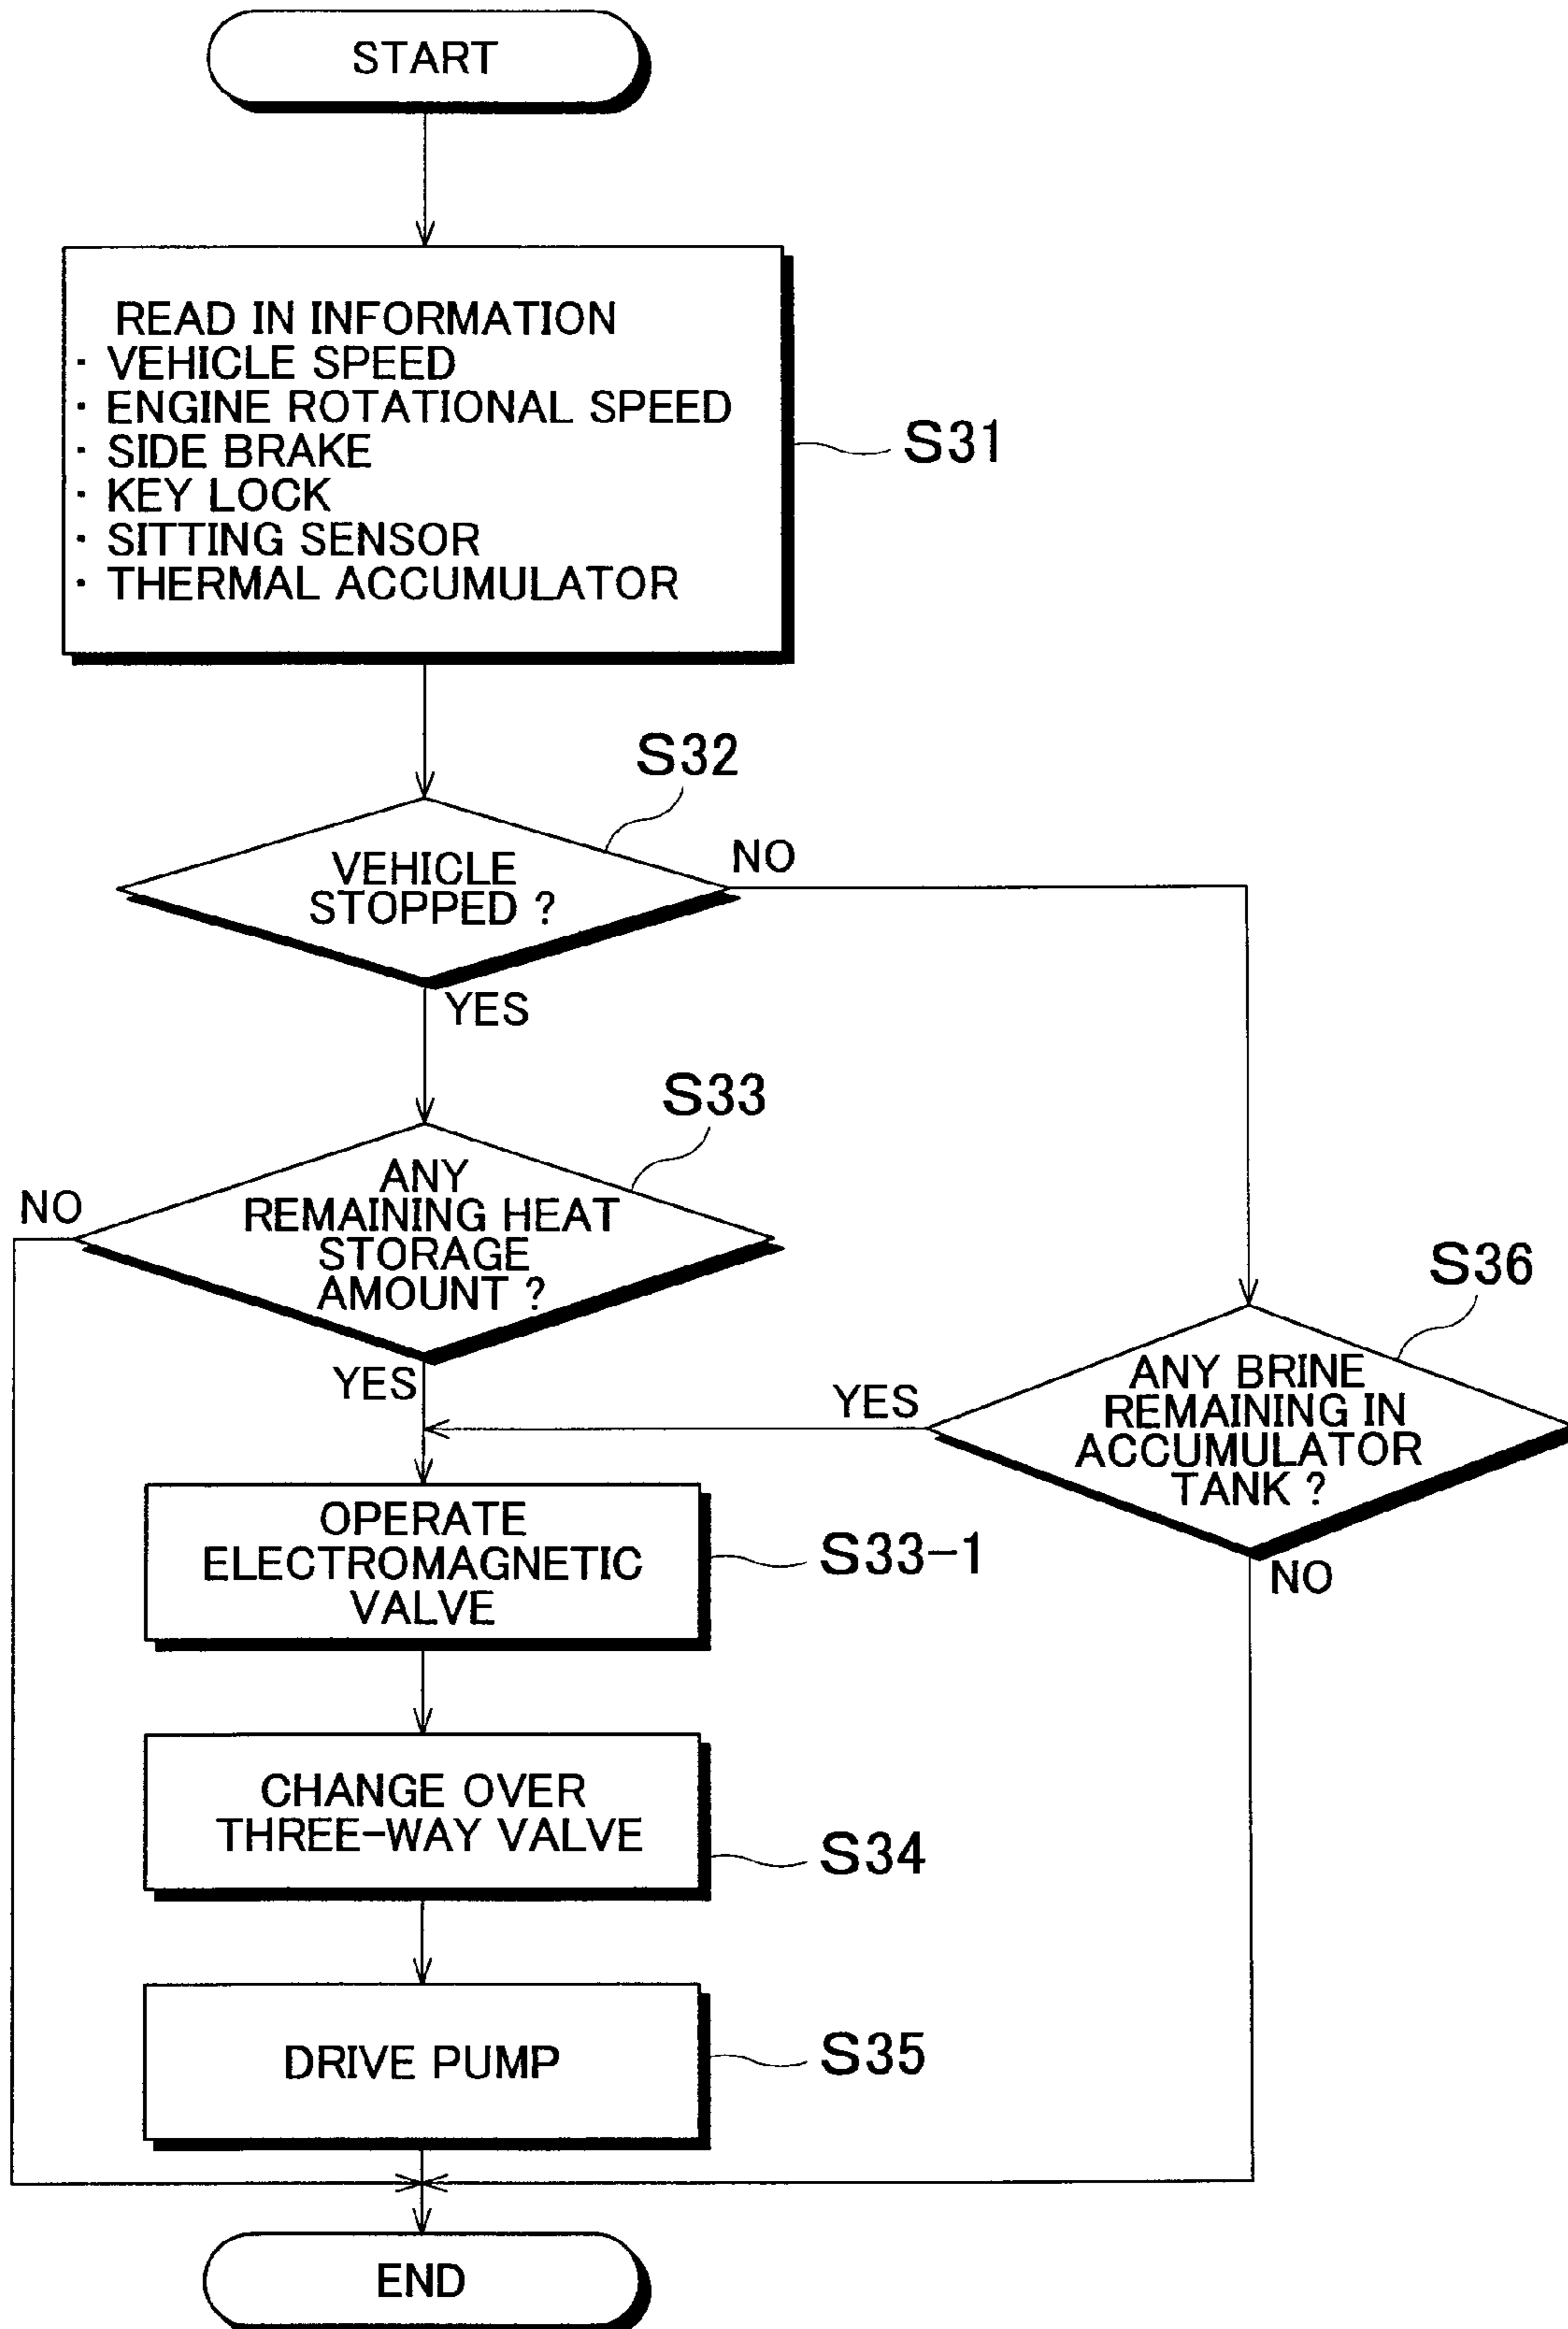 START
READ IN INFORMATION
· VEHICLE SPEED
· ENGINE ROTATIONAL SPEED
· SIDE BRAKE
· KEY LOCK
· SITTING SENSOR
· THERMAL ACCUMULATOR
S31
S32
VEHICLE
STOPPED ?
NO
YES
S33
ANY
REMAINING HEAT
STORAGE
AMOUNT ?
NO
YES
S36
ANY BRINE
REMAINING IN
ACCUMULATOR
TANK ?
YES
NO
OPERATE
ELECTROMAGNETIC
VALVE
S33-1
CHANGE OVER
THREE-WAY VALVE
S34
DRIVE PUMP
S35
END